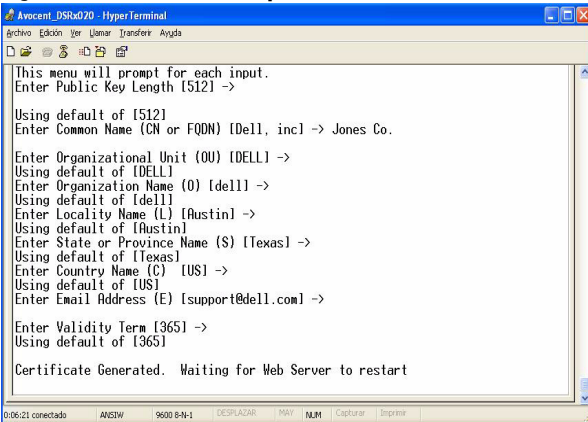 Avocent_DSRx020 - HyperTerminal
Archivo Edición Ver Llamar Transferir Ayuda
This menu will prompt for each input.
Enter Public Key Length [512] ->
Using default of [512]
Enter Common Name (CN or FQDN) [Dell, inc] -> Jones Co.
Enter Organizational Unit (OU) [DELL] ->
Using default of [DELL]
Enter Organization Name (O) [dell] ->
Using default of [dell]
Enter Locality Name (L) [Austin] ->
Using default of [Austin]
Enter State or Province Name (S) [Texas] ->
Using default of [Texas]
Enter Country Name (C) [US] ->
Using default of [US]
Enter Email Address (E) [support@dell.com] ->
Enter Validity Term [365] ->
Using default of [365]
Certificate Generated. Waiting for Web Server to restart
0:06:21 conectado ANSIW 9600 8-N-1 DESPLAZAR MAY NUM Capturar Imprimir